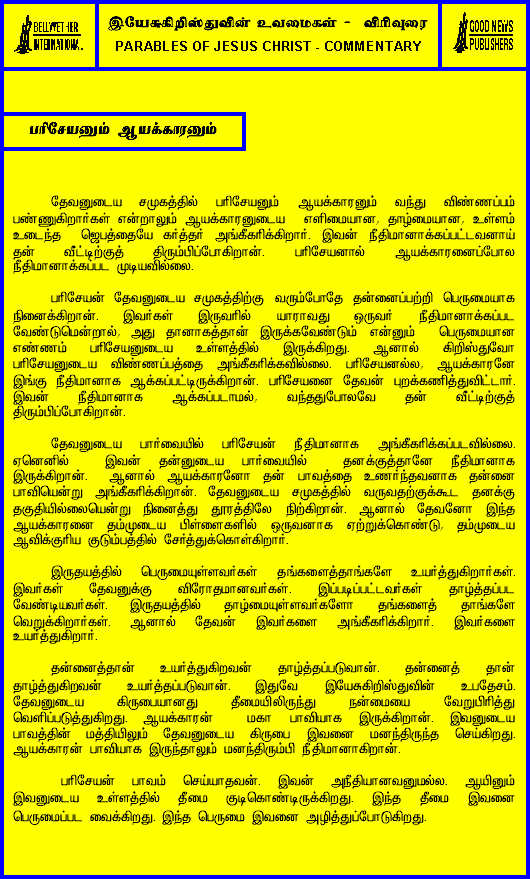 BELLWETHER
INTERNATIONAL
இயேசுகிறிஸ்துவின் உவமைகள் - விரிவுரை
PARABLES OF JESUS CHRIST - COMMENTARY
GOOD NEWS
PUBLISHERS
பரிசேயனும் ஆயக்காரனும்
தேவனுடைய சமுகத்தில் பரிசேயனும் ஆயக்காரனும் வந்து விண்ணப்பம்
பண்ணுகிறார்கள் என்றாலும் ஆயக்காரனுடைய எளிமையான, தாழ்மையான, உள்ளம்
உடைந்த ஜெபத்தையே கர்த்தர் அங்கீகரிக்கிறார். இவன் நீதிமானாக்கப்பட்டவனாய்
தன் வீட்டிற்குத் திரும்பிப்போகிறான். பரிசேயனால் ஆயக்காரனைப்போல
நீதிமானாக்கபபட முடியவில்லை.
பரிசேயன் தேவனுடைய சமுகத்திற்கு வரும்போதே தன்னைப்பற்றி பெருமையாக
நினைக்கிறான். இவர்கள் இருவரில் யாராவது ஒருவர் நீதிமானாக்கப்பட
வேண்டுமென்றால், அது தானாகத்தான் இருக்கவேண்டும் என்னும் பெருமையான
எண்ணம் பரிசேயனுடைய உள்ளத்தில் இருக்கிறது. ஆனால் கிறிஸ்துவோ
பரிசேயனுடைய விண்ணப்பத்தை அங்கீகரிக்கவில்லை. பரிசேயனல்ல, ஆயக்காரனே
இங்கு நீதிமானாக ஆக்கப்பட்டிருக்கிறான். பரிசேயனை தேவன் புறக்கணித்துவிட்டார்.
இவன் நீதிமானாக ஆக்கப்படாமல், வந்ததுபோலவே தன் வீட்டிற்குத்
திரும்பிப்போகிறான்.
தேவனுடைய பார்வையில் பரிசேயன் நீதிமானாக அங்கீகரிக்கப்படவில்லை.
ஏனெனில் இவன் தன்னுடைய பார்வையில் தனக்குத்தானே நீதிமானாக
இருக்கிறான். ஆனால் ஆயக்காரனோ தன் பாவத்தை உணர்ந்தவனாக தன்னை
பாவியென்று அங்கீகரிக்கிறான். தேவனுடைய சமுகத்தில் வருவதற்குக்கூட தனக்கு
தகுதியில்லையென்று நினைத்து தூரத்திலே நிற்கிறான். ஆனால் தேவனோ இந்த
ஆயக்காரனை தம்முடைய பிள்ளைகளில் ஒருவனாக ஏற்றுக்கொண்டு, தம்முடைய
ஆவிக்குரிய குடும்பத்தில் சேர்த்துக்கொள்கிறார்.
இருதயத்தில் பெருமையுள்ளவர்கள் தங்களைத்தாங்களே உயர்த்துகிறார்கள்.
இவர்கள் தேவனுக்கு விரோதமானவர்கள். இப்படிப்பட்டவர்கள் தாழ்த்தப்பட
வேண்டியவர்கள். இருதயத்தில் தாழ்மையுள்ளவர்களோ தங்களைத் தாங்களே
வெறுக்கிறார்கள். ஆனால் தேவன் இவர்களை அங்கீகரிக்கிறார். இவர்களை
உயர்த்துகிறார்.
தன்னைத்தான் உயர்த்துகிறவன் தாழ்த்தப்படுவான். தன்னைத் தான்
தாழ்த்துகிறவன் உயர்த்தப்படுவான். இதுவே இயேசுகிறிஸ்துவின் உபதேசம்.
தேவனுடைய கிருபையானது தீமையிலிருந்து நன்மையை வேறுபிரித்து
வெளிப்படுத்துகிறது. ஆயக்காரன் மகா பாவியாக இருக்கிறான். இவனுடைய
பாவத்தின் மத்தியிலும் தேவனுடைய கிருபை இவனை மனந்திருந்த செய்கிறது.
ஆயக்காரன் பாவியாக இருந்தாலும் மனந்திரும்பி நீதிமானாகிறான்.
பரிசேயன் பாவம் செய்யாதவன். இவன் அநீதியானவனுமல்ல. ஆயினும்
இவனுடைய உள்ளத்தில் தீமை குடிகொண்டிருக்கிறது. இந்த தீமை இவனை
பெருமைப்பட வைக்கிறது. இந்த பெருமை இவனை அழித்துப்போடுகிறது.